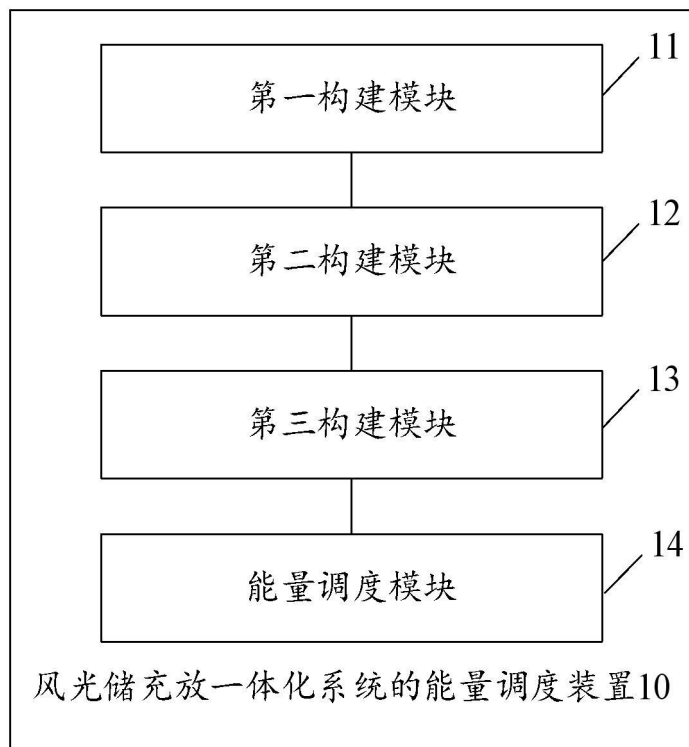 11
第一构建模块
12
第二构建模块
13
第三构建模块
14
能量调度模块
风光储充放一体化系统的能量调度装置10